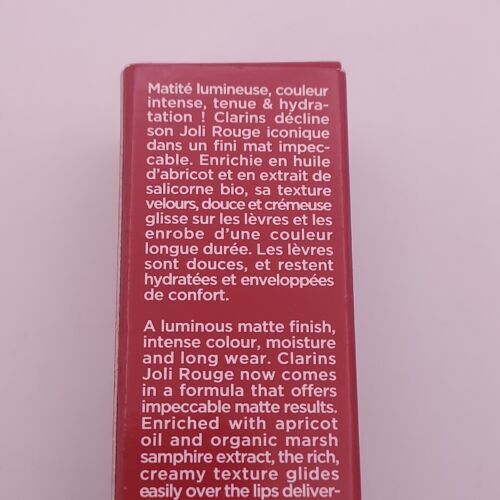 Matité lumineuse, couleur
intense, tenue & hydra-
tation ! Clarins décline
son Joli Rouge iconique
dans un fini mat impec-
cable. Enrichie en huile
d'abricot et en extrait de
salicorne bio, sa texture
velours, douce et crémeuse
glisse sur les lèvres et les
enrobe d'une couleur
longue durée. Les lèvres
sont douces, et restent
hydratées et enveloppées
de confort.
A luminous matte finish,
intense colour, moisture
and long wear. Clarins
Joli Rouge now comes
in a formula that offers
impeccable matte results.
Enriched with apricot
oil and organic marsh
samphire extract, the rich,
creamy texture glides
easily over the lips deliver-